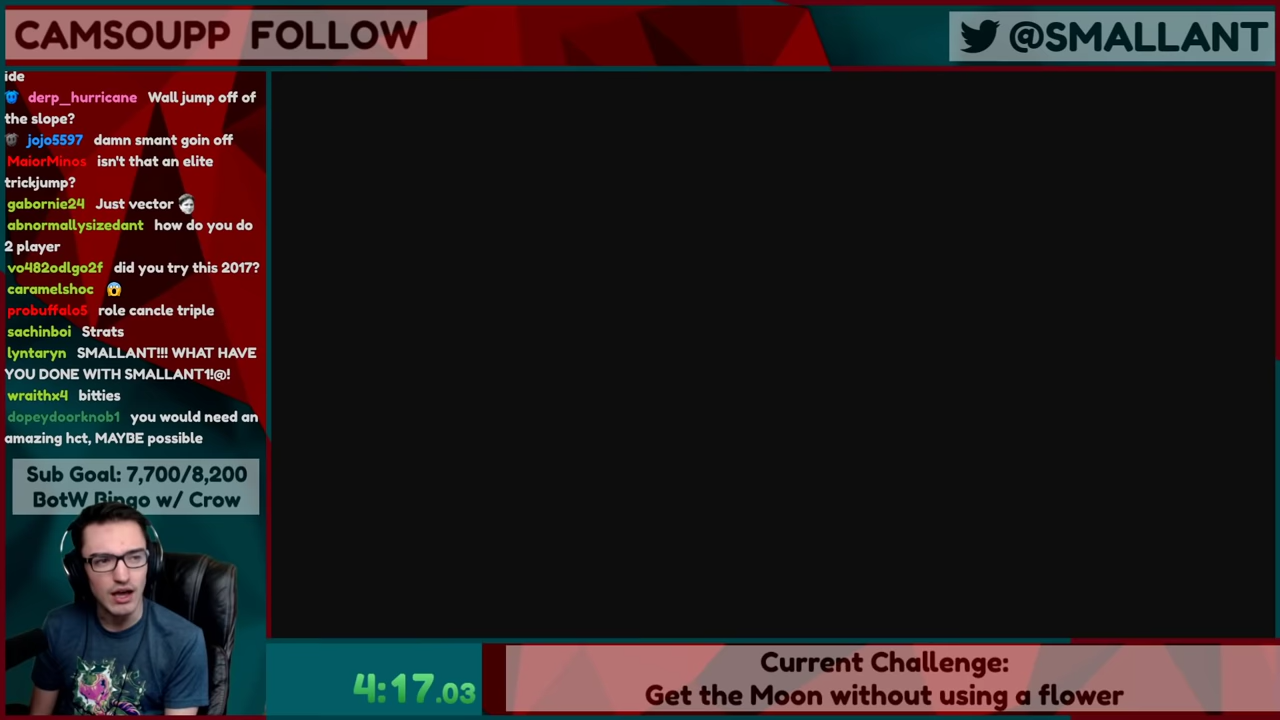 CAMSOUPP FOLLOW
@SMALLANT
ide
derp_hurricane Wall jump off of
the slope?
jojo5597 damn smant goin off
MaiorMinos isn't that an elite
trickjump?
gabornie24 Just vector
abnormallysizedant how do you do
2 player
vo482odlgo2f did you try this 2017?
caramelshoc
probuffalo5 role cancle triple
sachinboi Strats
lyntaryn SMALLANT!!! WHAT HAVE
YOU DONE WITH SMALLANT1!@!
wraithx4 bitties
dopeydoorknob1 you would need an
amazing hct, MAYBE possible
Sub Goal: 7,700/8,200
BotW Bingo w/ Crow
4:17.03
Current Challenge:
Get the Moon without using a flower